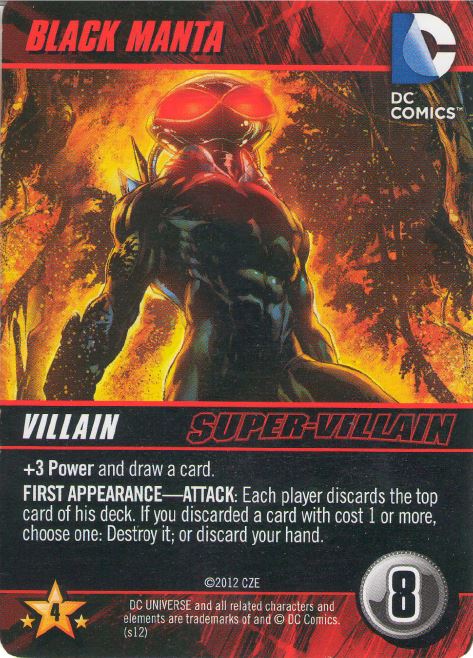 BLACK MANTA
DC
COMICS™
VILLAIN
SUPER-VILLAIN
+3 Power and draw a card.
FIRST APPEARANCE—ATTACK: Each player discards the top
card of his deck. If you discarded a card with cost 1 or more,
choose one: Destroy it; or discard your hand.
©2012 CZE
4
DC UNIVERSE and all related characters and
elements are trademarks of and © DC Comics.
(s12)
8